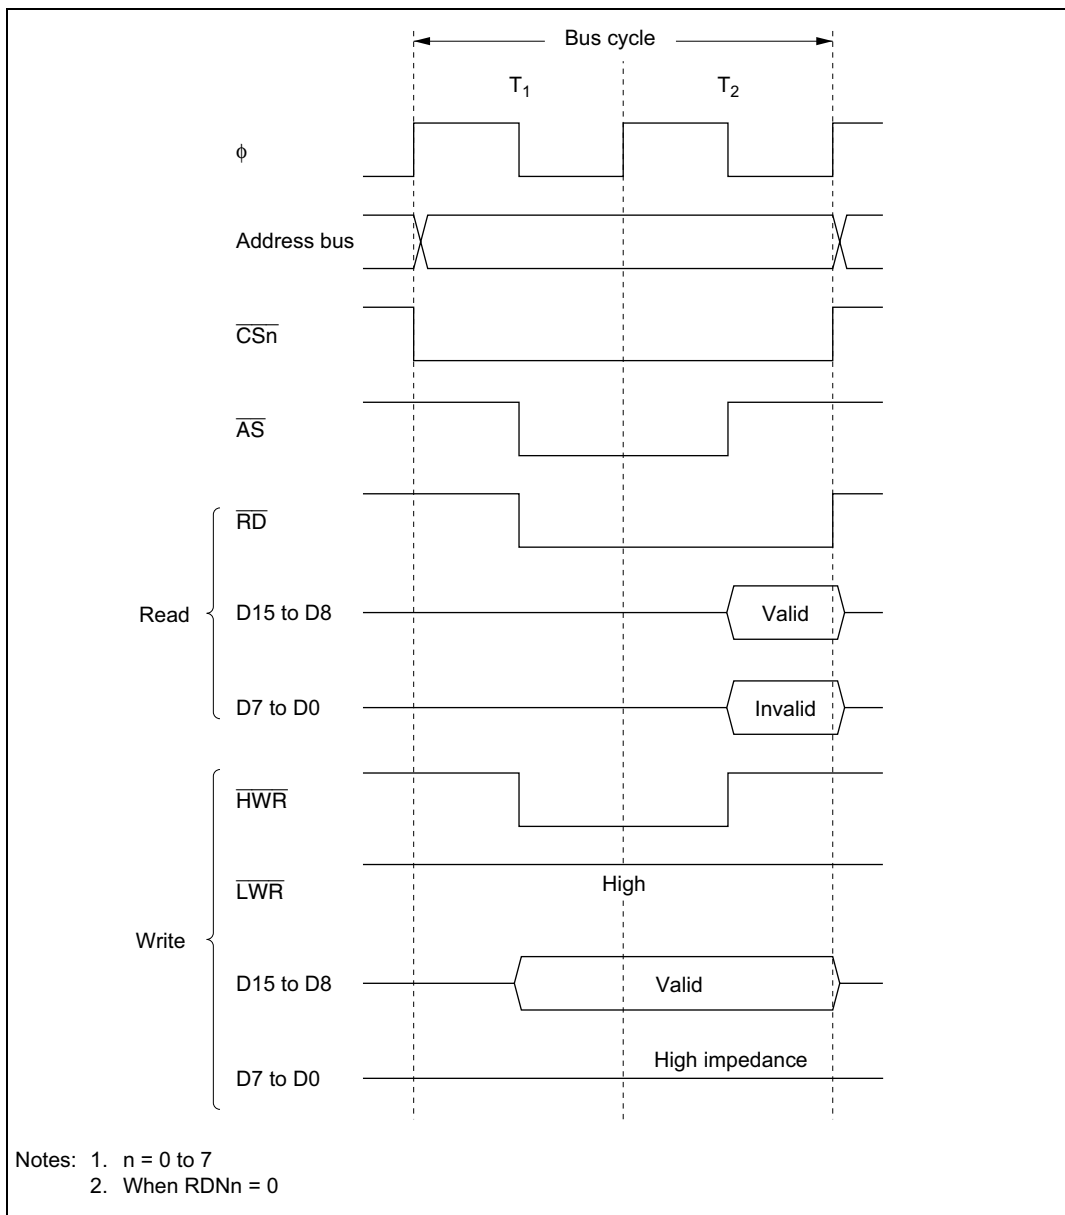 Bus cycle
T1 T2
ϕ
Address bus
CSn
AS
RD
Read
D15 to D8 Valid
D7 to D0 Invalid
HWR
LWR High
Write
D15 to D8 Valid
D7 to D0 High impedance
Notes: 1. n = 0 to 7
2. When RDNn = 0